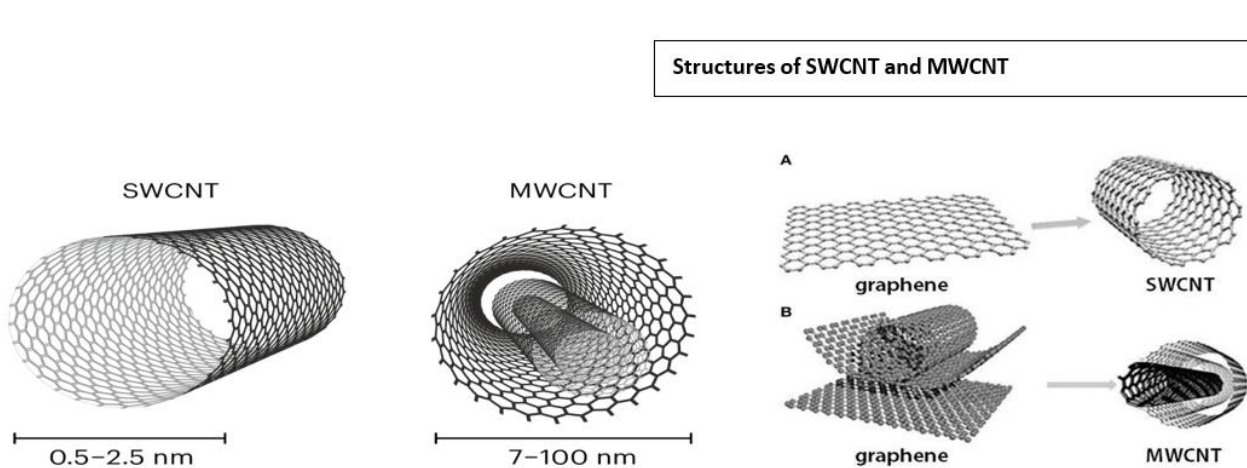 Structures of SWCNT and MWCNT
SWCNT
0.5–2.5 nm
MWCNT
7–100 nm
A
graphene
SWCNT
B
graphene
MWCNT